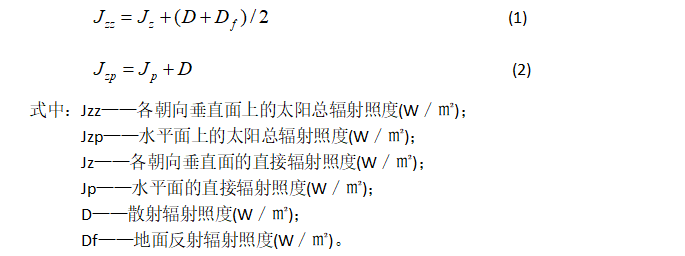 J_zz = J_z + (D + D_f) / 2 (1)
J_zp = J_p + D (2)
式中：Jzz——各朝向垂直面上的太阳总辐射照度(W／㎡)；
Jzp——水平面上的太阳总辐射照度(W／㎡)；
Jz——各朝向垂直面的直接辐射照度(W／㎡)；
Jp——水平面的直接辐射照度(W／㎡)；
D——散射辐射照度(W／㎡)；
Df——地面反射辐射照度(W／㎡)。